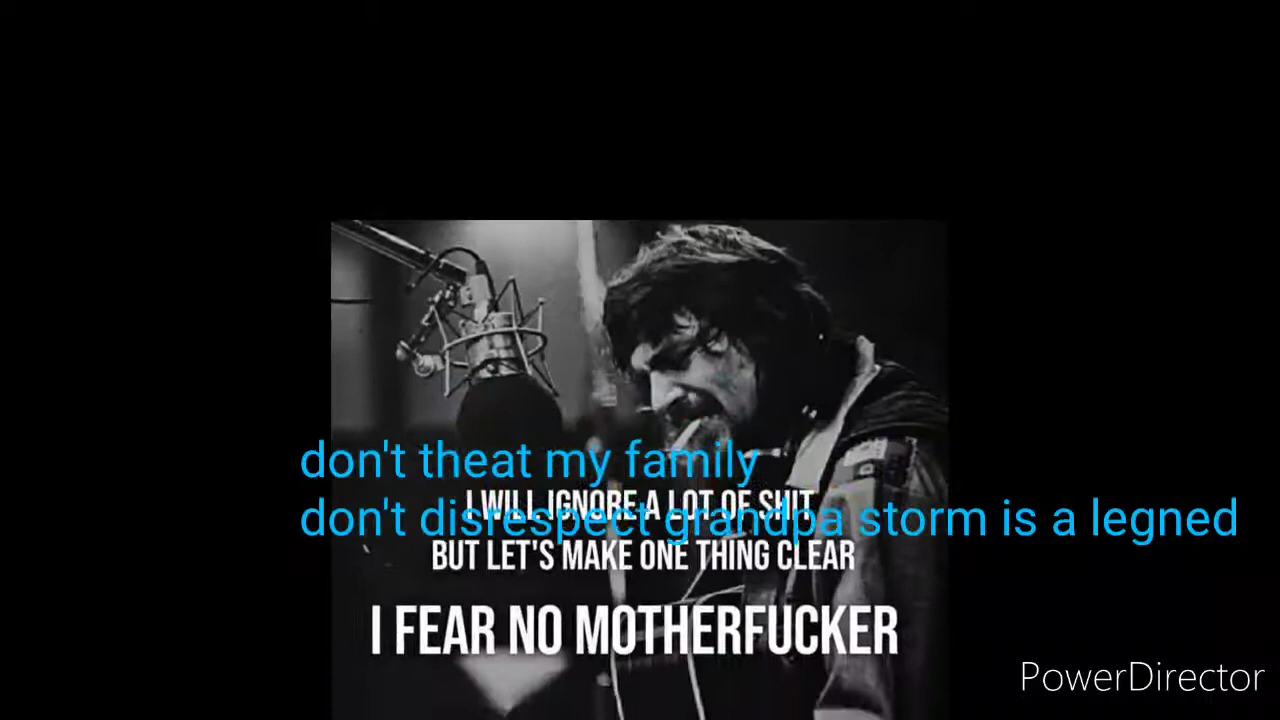 don't theat my family
I WILL IGNORE A LOT OF SHIT
don't disrespect grandpa storm is a legned
BUT LET'S MAKE ONE THING CLEAR
I FEAR NO MOTHERFUCKER
PowerDirector